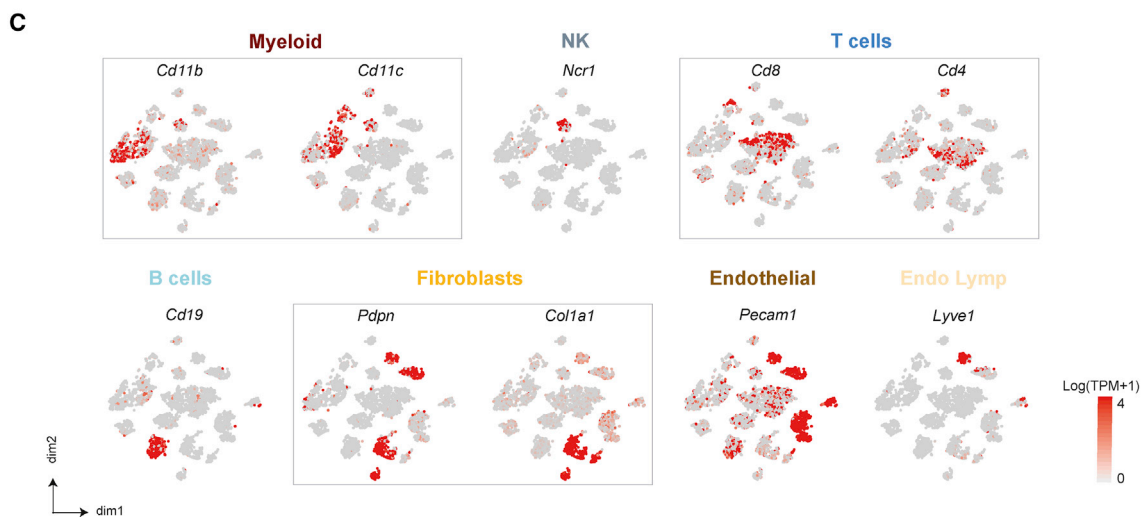 C
Myeloid NK T cells
Cd11b Cd11c Ncr1 Cd8 Cd4
B cells Fibroblasts Endothelial Endo Lymp
Cd19 Pdpn Col1a1 Pecam1 Lyve1
Log(TPM+1)
4
0
dim2
dim1